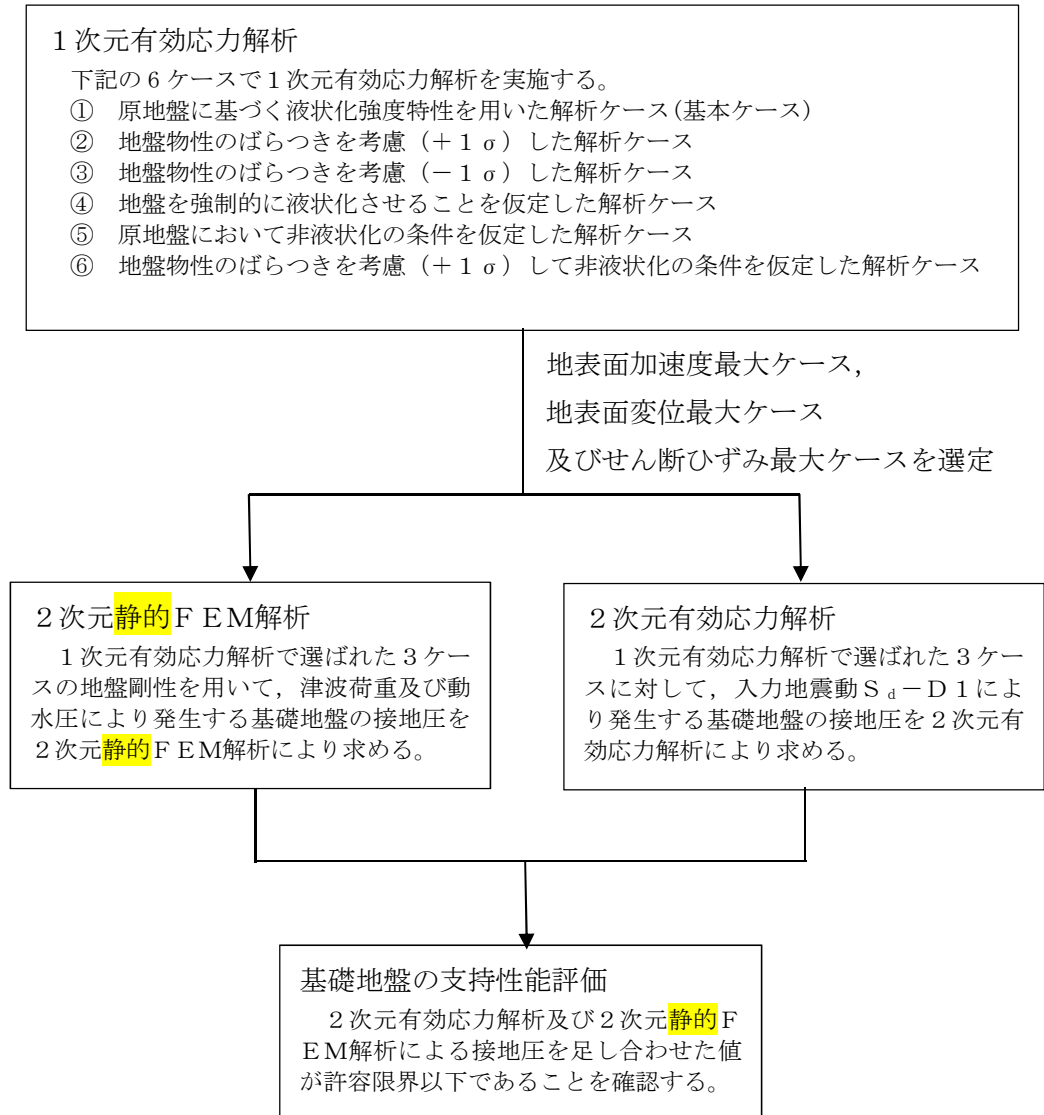 １次元有効応力解析
下記の６ケースで１次元有効応力解析を実施する。
① 原地盤に基づく液状化強度特性を用いた解析ケース(基本ケース)
② 地盤物性のばらつきを考慮（＋１σ）した解析ケース
③ 地盤物性のばらつきを考慮（－１σ）した解析ケース
④ 地盤を強制的に液状化させることを仮定した解析ケース
⑤ 原地盤において非液状化の条件を仮定した解析ケース
⑥ 地盤物性のばらつきを考慮（＋１σ）して非液状化の条件を仮定した解析ケース
地表面加速度最大ケース，
地表面変位最大ケース
及びせん断ひずみ最大ケースを選定
２次元静的ＦＥＭ解析
１次元有効応力解析で選ばれた３ケー
スの地盤剛性を用いて，津波荷重及び動
水圧により発生する基礎地盤の接地圧を
２次元静的ＦＥＭ解析により求める。
２次元有効応力解析
１次元有効応力解析で選ばれた３ケー
スに対して，入力地震動Ｓｄ－Ｄ１によ
り発生する基礎地盤の接地圧を２次元有
効応力解析により求める。
基礎地盤の支持性能評価
２次元有効応力解析及び２次元静的Ｆ
ＥＭ解析による接地圧を足し合わせた値
が許容限界以下であることを確認する。